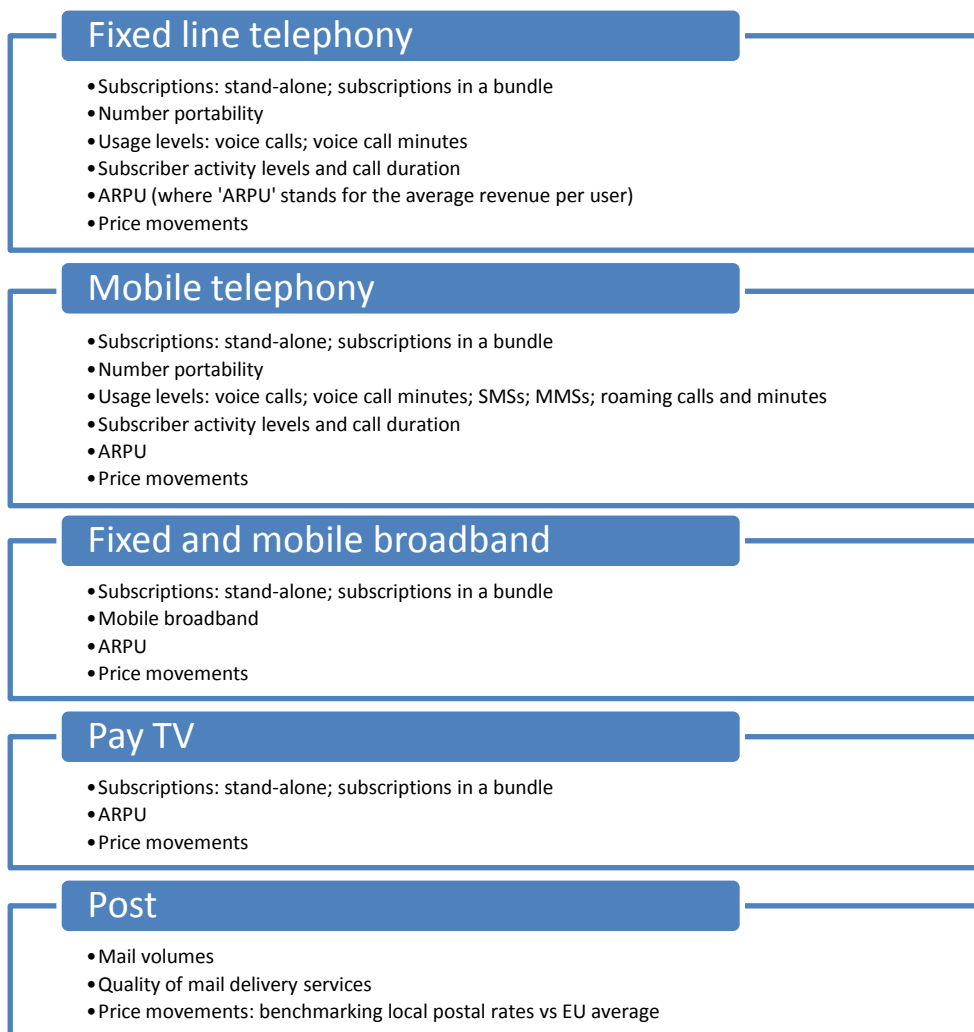 Fixed line telephony
•Subscriptions: stand-alone; subscriptions in a bundle
•Number portability
•Usage levels: voice calls; voice call minutes
•Subscriber activity levels and call duration
•ARPU (where 'ARPU' stands for the average revenue per user)
•Price movements
Mobile telephony
•Subscriptions: stand-alone; subscriptions in a bundle
•Number portability
•Usage levels: voice calls; voice call minutes; SMSs; MMSs; roaming calls and minutes
•Subscriber activity levels and call duration
•ARPU
•Price movements
Fixed and mobile broadband
•Subscriptions: stand-alone; subscriptions in a bundle
•Mobile broadband
•ARPU
•Price movements
Pay TV
•Subscriptions: stand-alone; subscriptions in a bundle
•ARPU
•Price movements
Post
•Mail volumes
•Quality of mail delivery services
•Price movements: benchmarking local postal rates vs EU average